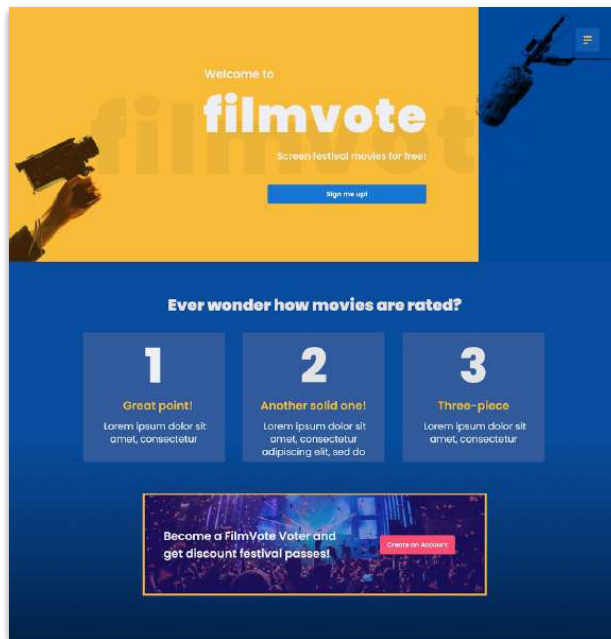 Welcome to
filmvote
filmvote
Screen festival movies for free!
Sign me up!
Ever wonder how movies are rated?
1
Great point!
Lorem ipsum dolor sit
amet, consectetur
2
Another solid one!
Lorem ipsum dolor sit
amet, consectetur
adipiscing elit, sed do
3
Three-piece
Lorem ipsum dolor sit
amet, consectetur
Become a FilmVote Voter and
get discount festival passes!
Create an Account